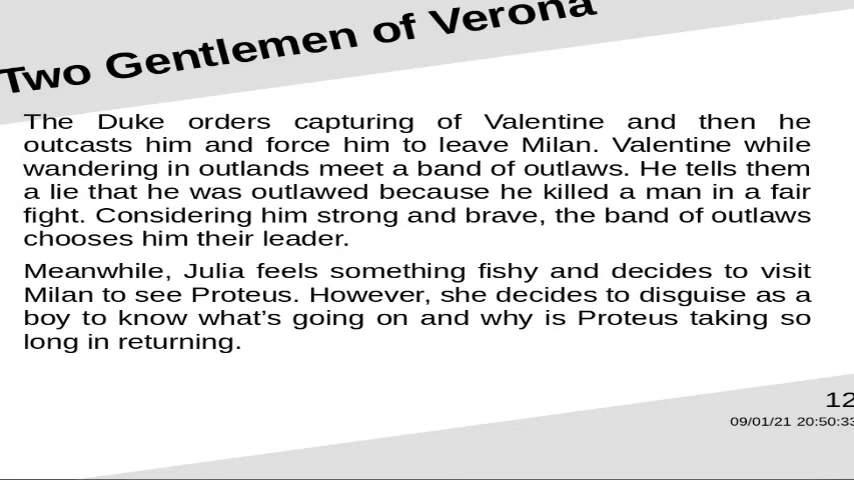 Two Gentlemen of Verona
The Duke orders capturing of Valentine and then he
outcasts him and force him to leave Milan. Valentine while
wandering in outlands meet a band of outlaws. He tells them
a lie that he was outlawed because he killed a man in a fair
fight. Considering him strong and brave, the band of outlaws
chooses him their leader.
Meanwhile, Julia feels something fishy and decides to visit
Milan to see Proteus. However, she decides to disguise as a
boy to know what’s going on and why is Proteus taking so
long in returning.
12
09/01/21 20:50:33